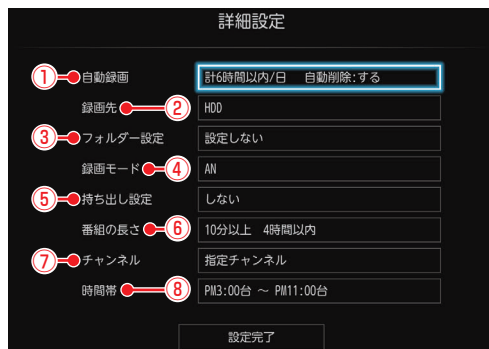 詳細設定
① 自動録画 計6時間以内/日 自動削除:する
録画先 ② HDD
③ フォルダー設定 設定しない
録画モード ④ AN
⑤ 持ち出し設定 しない
番組の長さ ⑥ 10分以上 4時間以内
⑦ チャンネル 指定チャンネル
時間帯 ⑧ PM3:00台 ～ PM11:00台
設定完了